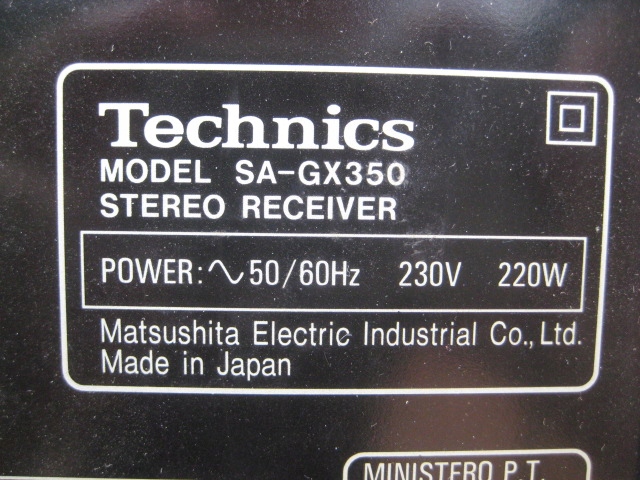 Technics
MODEL SA-GX350
STEREO RECEIVER
POWER:∿50/60Hz 230V 220W
Matsushita Electric Industrial Co., Ltd.
Made in Japan
MINISTERO P.T.